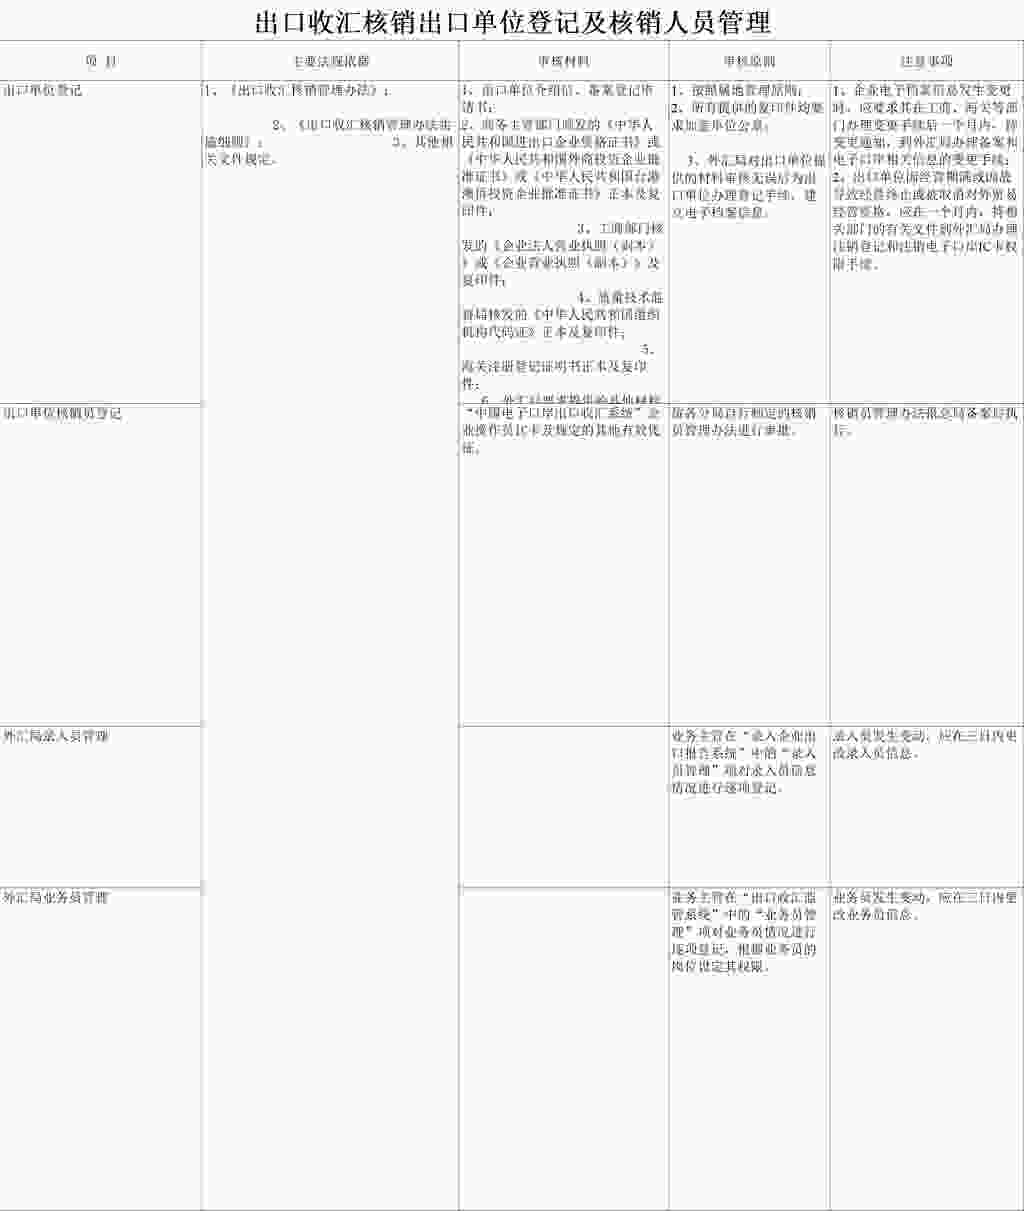 出口收汇核销出口单位登记及核销人员管理
项 目
主要法规依据
审核材料
审核原则
注意事项
出口单位登记
1、《出口收汇核销管理办法》;
2、《出口收汇核销管理办法实
施细则》; 3、其他相
关文件规定。
1、出口单位介绍信、备案登记申
请书;
2、商务主管部门颁发的《中华人
民共和国进出口企业资格证书》或
《中华人民共和国外商投资企业批
准证书》或《中华人民共和国台港
澳侨投资企业批准证书》正本及复
印件;
3、工商部门核
发的《企业法人营业执照(副本)
》或《企业营业执照(副本)》及
复印件;
4、质量技术监
督局核发的《中华人民共和国组织
机构代码证》正本及复印件;
5、
海关注册登记证明书正本及复印
件;
6、外汇局要求提供的其他材料
1、按照属地管理原则;
2、所有提供的复印件均要
求加盖单位公章;
3、外汇局对出口单位提
供的材料审核无误后为出
口单位办理登记手续,建
立电子档案信息。
1、企业电子档案信息发生变更
时,应要求其在工商、海关等部
门办理变更手续后一个月内,持
变更通知,到外汇局办理备案和
电子口岸相关信息的变更手续;
2、出口单位因经营期满或因故
导致经营终止或被取消对外贸易
经营资格,应在一个月内,持相
关部门的有关文件到外汇局办理
注销登记和注销电子口岸IC卡权
限手续。
出口单位核销员登记
“中国电子口岸出口收汇系统”企
业操作员IC卡及规定的其他有效凭
证。
按各分局自行制定的核销
员管理办法进行审批。
核销员管理办法报总局备案后执
行。
外汇局录入员管理
业务主管在“录入企业出
口报告系统”中的“录入
员管理”项对录入员信息
情况进行逐项登记。
录入员发生变动,应在三日内更
改录入员信息。
外汇局业务员管理
业务主管在“出口收汇监
管系统”中的“业务员管
理”项对业务员情况进行
逐项登记,根据业务员的
岗位设定其权限。
业务员发生变动,应在三日内更
改业务员信息。